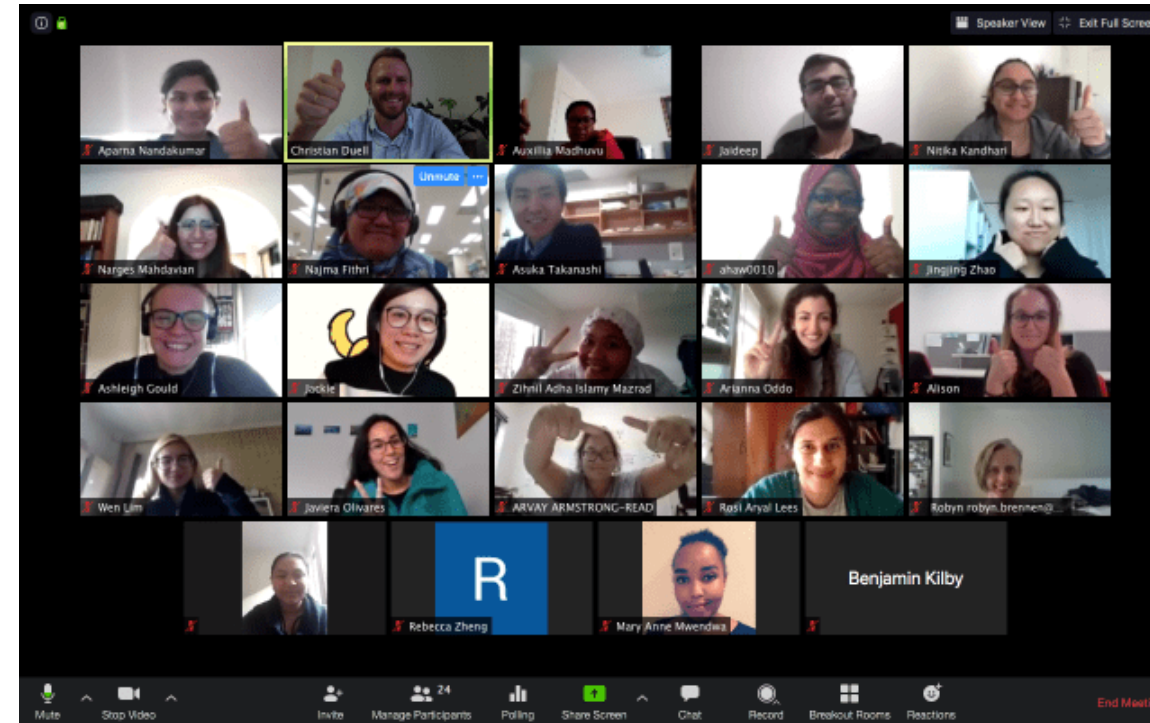 Speaker View Exit Full Scree
Aparna Nandakumar
Christian Duell
Auxillia Madhuvu
Jaideep
Nitika Kandhari
Unmute ...
Narges Mahdavian
Najma Fithri
Asuka Takanashi
ahaw0010
Jingjing Zhao
Ashleigh Gould
Jackie
Zihnil Adha Islamy Mazrad
Arianna Oddo
Alison
Wen Lim
Javiera Olivares
ARVAY ARMSTRONG-READ
Rosi Aryal Lees
Robyn robyn.brennen@
R
Rebecca Zheng
Mary Anne Mwendwa
Benjamin Kilby
24
Mute Stop Video Invite Manage Participants Polling Share Screen Chat Record Breakout Rooms Reactions End Meeti